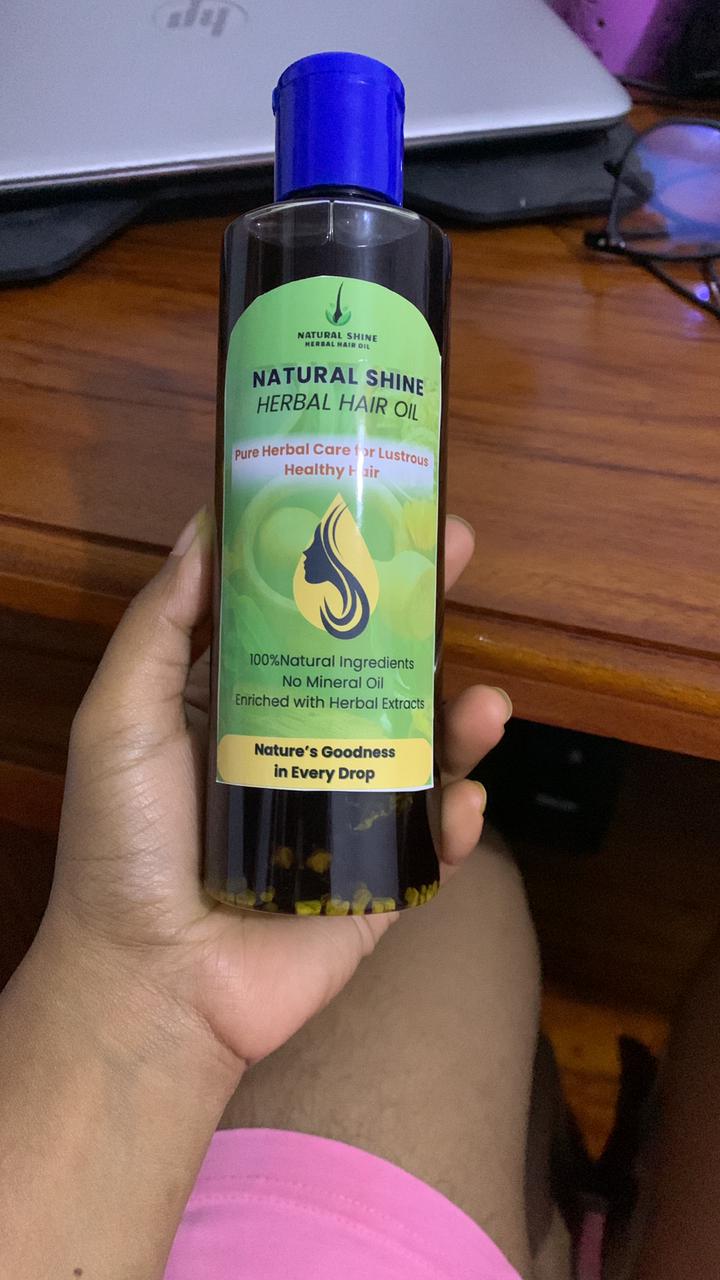 hp
NATURAL SHINE
HERBAL HAIR OIL
NATURAL SHINE
HERBAL HAIR OIL
Pure Herbal Care for Lustrous
Healthy Hair
100%Natural Ingredients
No Mineral Oil
Enriched with Herbal Extracts
Nature's Goodness
in Every Drop